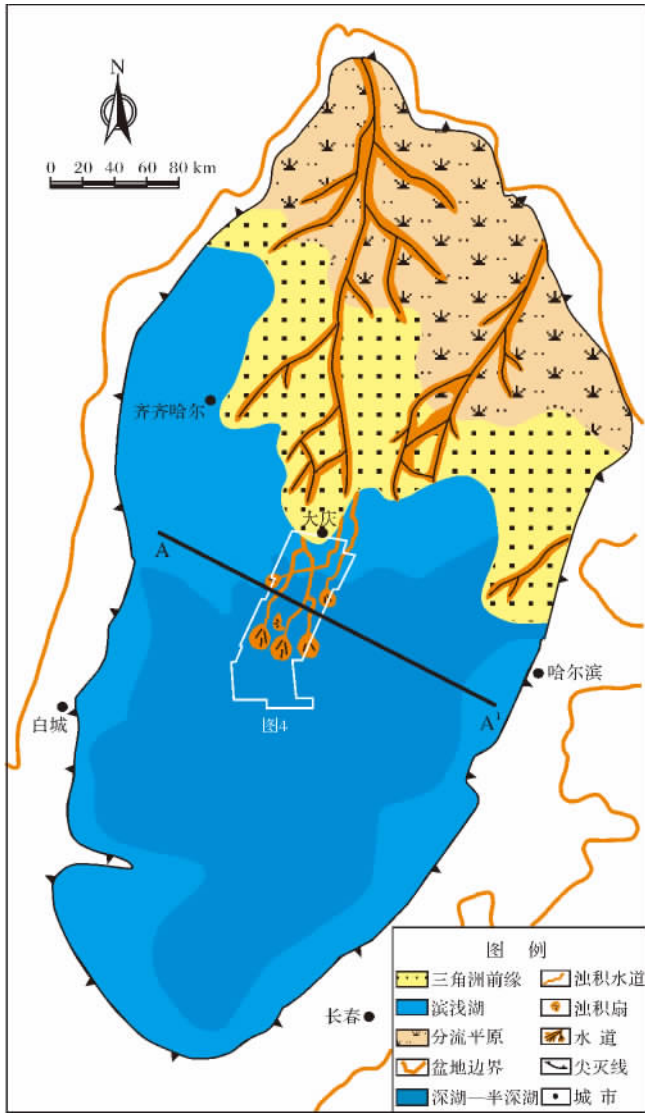 N
0 20 40 60 80 km
齐齐哈尔
大庆
A
哈尔滨
白城
A'
图4
图 例
三角洲前缘 浊积水道
滨浅湖 浊积扇
分流平原 水 道
盆地边界 尖灭线
深湖—半深湖 城 市
长春